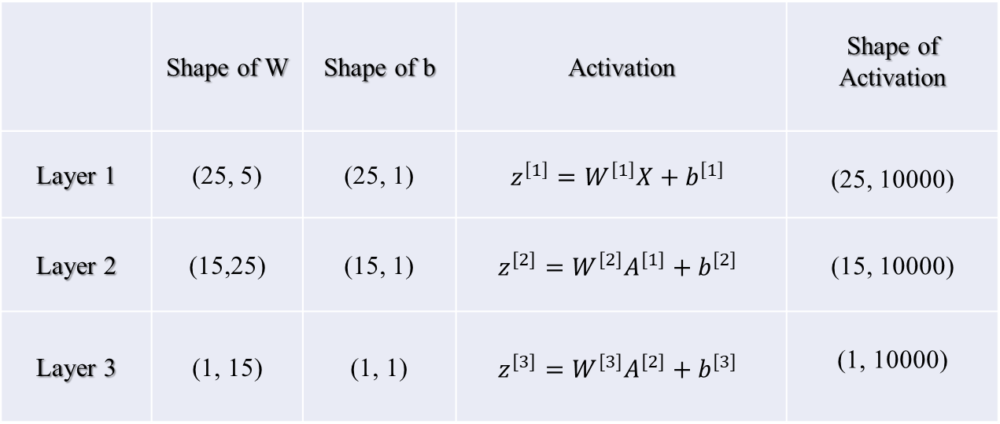 Shape of W Shape of b Activation Shape of
Activation
Layer 1 (25, 5) (25, 1) z^[1] = W^[1]X + b^[1] (25, 10000)
Layer 2 (15,25) (15, 1) z^[2] = W^[2]A^[1] + b^[2] (15, 10000)
Layer 3 (1, 15) (1, 1) z^[3] = W^[3]A^[2] + b^[3] (1, 10000)